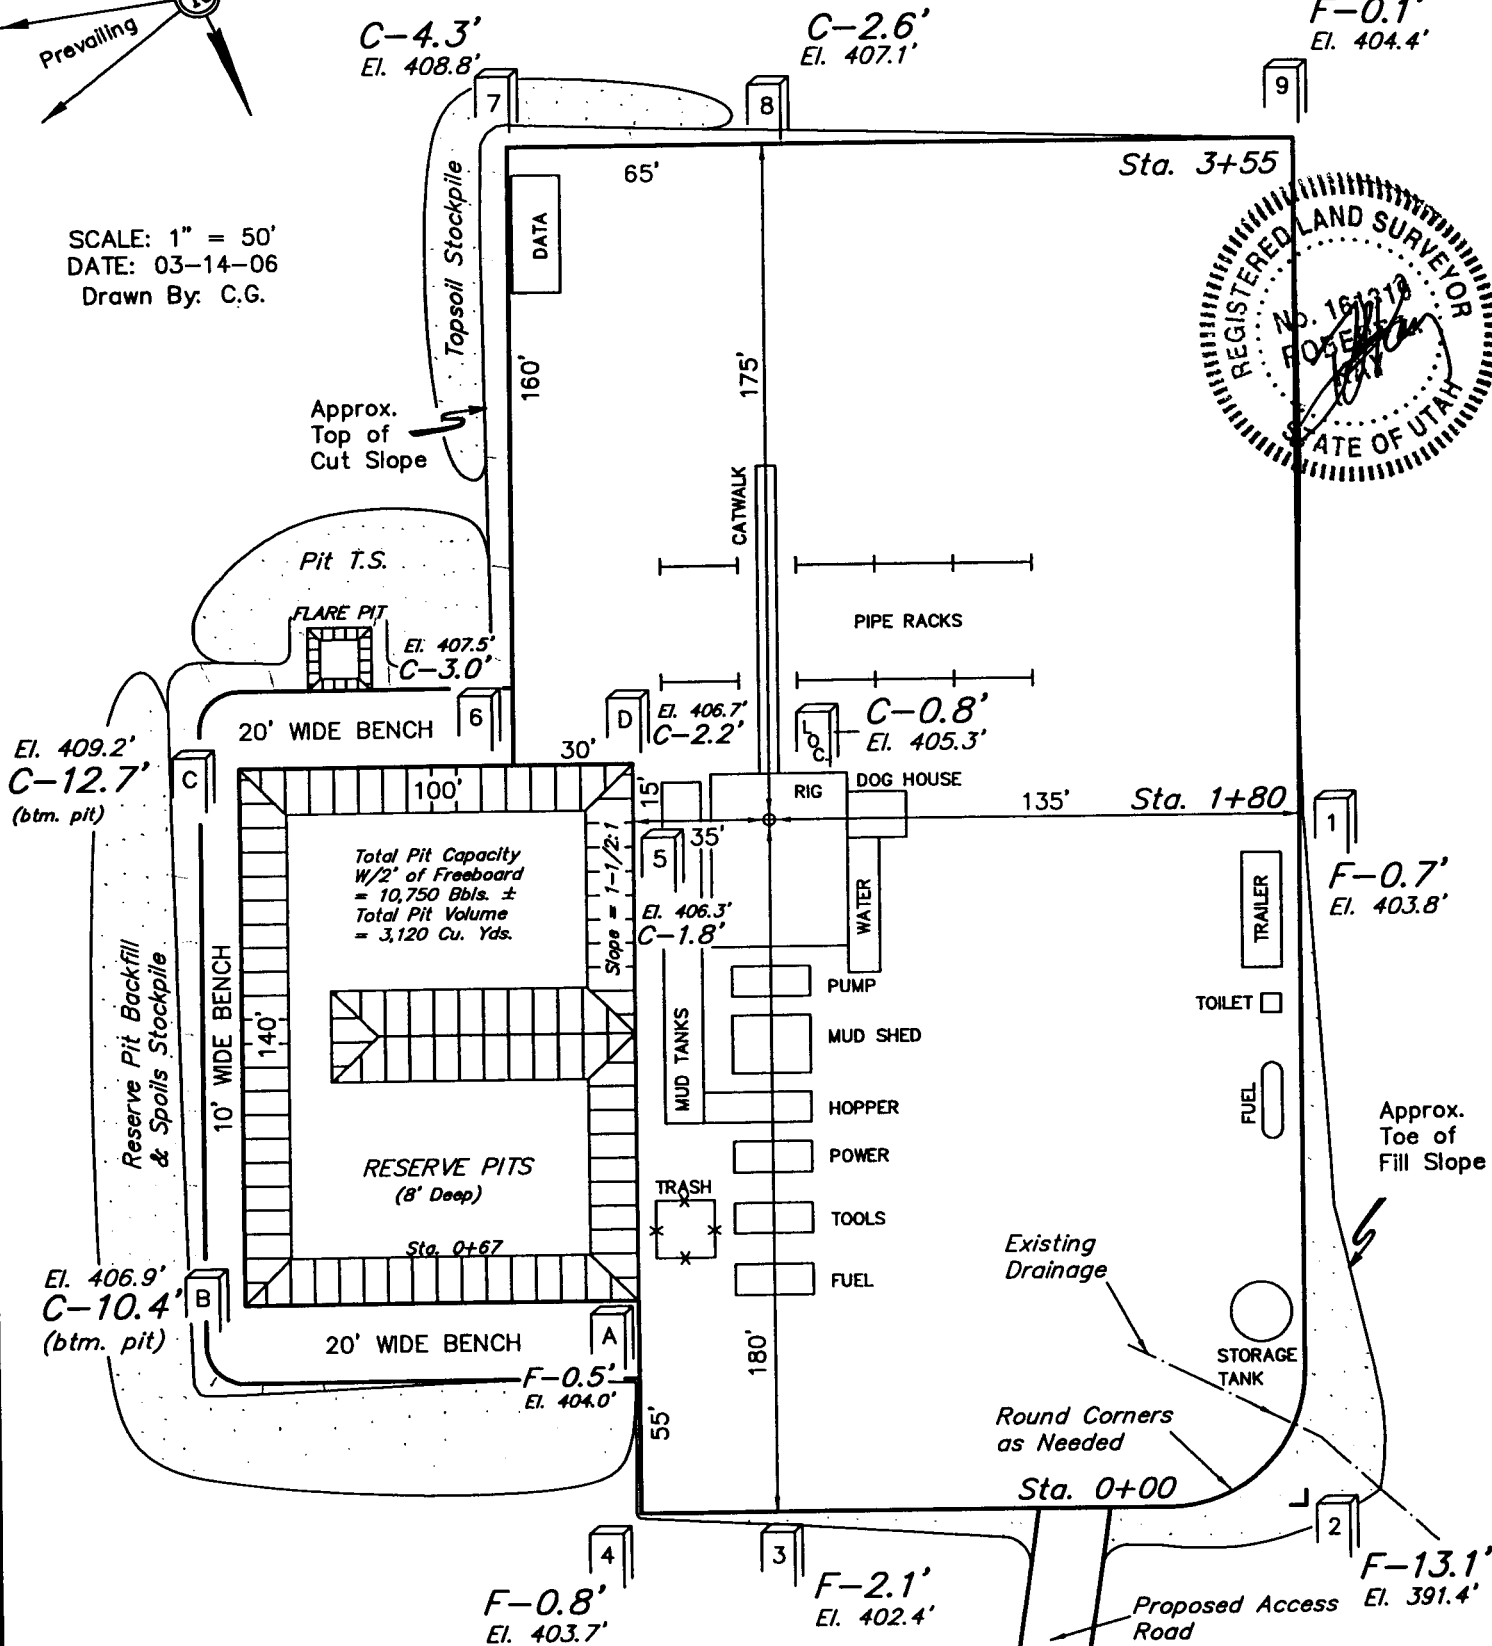 Prevailing
C-4.3'
El. 408.8'
C-2.6'
El. 407.1'
F-0.1'
El. 404.4'
7
8
9
SCALE: 1" = 50'
DATE: 03-14-06
Drawn By: C.G.
65'
Sta. 3+55
Topsoil Stockpile
DATA
160'
175'
REGISTERED LAND SURVEYOR
No. 161319
STATE OF UTAH
Approx.
Top of
Cut Slope
CATWALK
Pit T.S.
FLARE PIT
PIPE RACKS
El. 407.5'
C-3.0'
6
D
El. 406.7'
C-2.2'
LOC.
C-0.8'
El. 405.3'
20' WIDE BENCH
30'
El. 409.2'
C-12.7'
(btm. pit)
C
100'
15'
RIG
DOG HOUSE
135'
Sta. 1+80
1
F-0.7'
El. 403.8'
35'
5
El. 406.3'
C-1.8'
Total Pit Capacity
W/2' of Freeboard
= 10,750 Bbls. ±
Total Pit Volume
= 3,120 Cu. Yds.
Slope = 1-1/2:1
WATER
TRAILER
Reserve Pit Backfill
& Spoils Stockpile
10' WIDE BENCH
140'
PUMP
TOILET
MUD TANKS
MUD SHED
HOPPER
FUEL
Approx.
Toe of
Fill Slope
POWER
RESERVE PITS
(8' Deep)
TRASH
TOOLS
Sta. 0+67
FUEL
Existing
Drainage
El. 406.9'
C-10.4'
(btm. pit)
B
20' WIDE BENCH
A
F-0.5'
El. 404.0'
180'
STORAGE
TANK
55'
Round Corners
as Needed
Sta. 0+00
4
3
2
F-0.8'
El. 403.7'
F-2.1'
El. 402.4'
F-13.1'
El. 391.4'
Proposed Access
Road